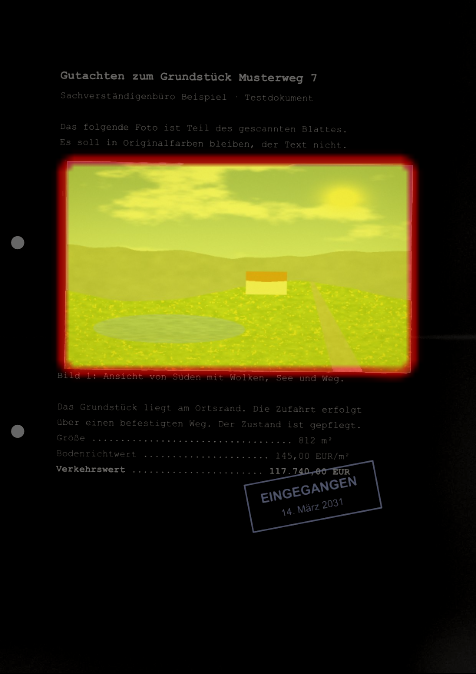 Gutachten zum Grundstück Musterweg 7
Sachverständigenbüro Beispiel · Testdokument
Das folgende Foto ist Teil des gescannten Blattes.
Es soll in Originalfarben bleiben, der Text nicht.
Bild 1: Ansicht von Süden mit Wolken, See und Weg.
Das Grundstück liegt am Ortsrand. Die Zufahrt erfolgt
über einen befestigten Weg. Der Zustand ist gepflegt.
Größe .................................. 812 m²
Bodenrichtwert ..................... 145,00 EUR/m²
Verkehrswert ...................... 117.740,00 EUR
EINGEGANGEN
14. März 2031